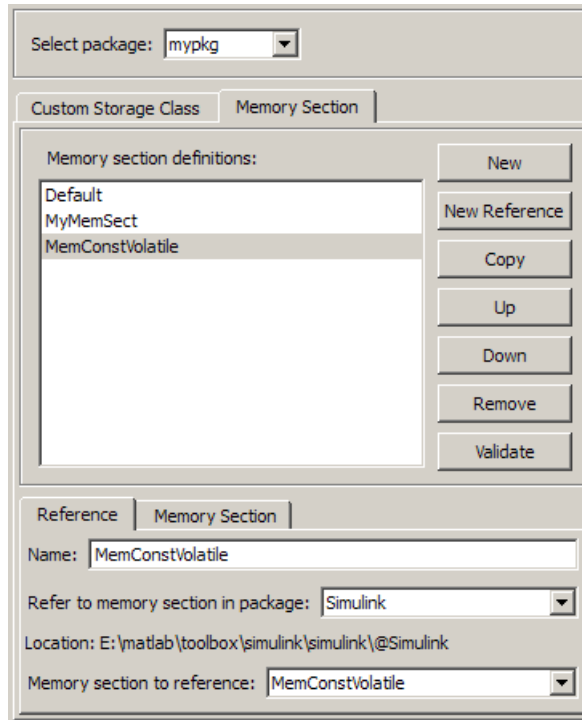 Select package: mypkg
Custom Storage Class Memory Section
Memory section definitions:
Default
MyMemSect
MemConstVolatile
New
New Reference
Copy
Up
Down
Remove
Validate
Reference Memory Section
Name: MemConstVolatile
Refer to memory section in package: Simulink
Location: E:\matlab\toolbox\simulink\simulink\@Simulink
Memory section to reference: MemConstVolatile